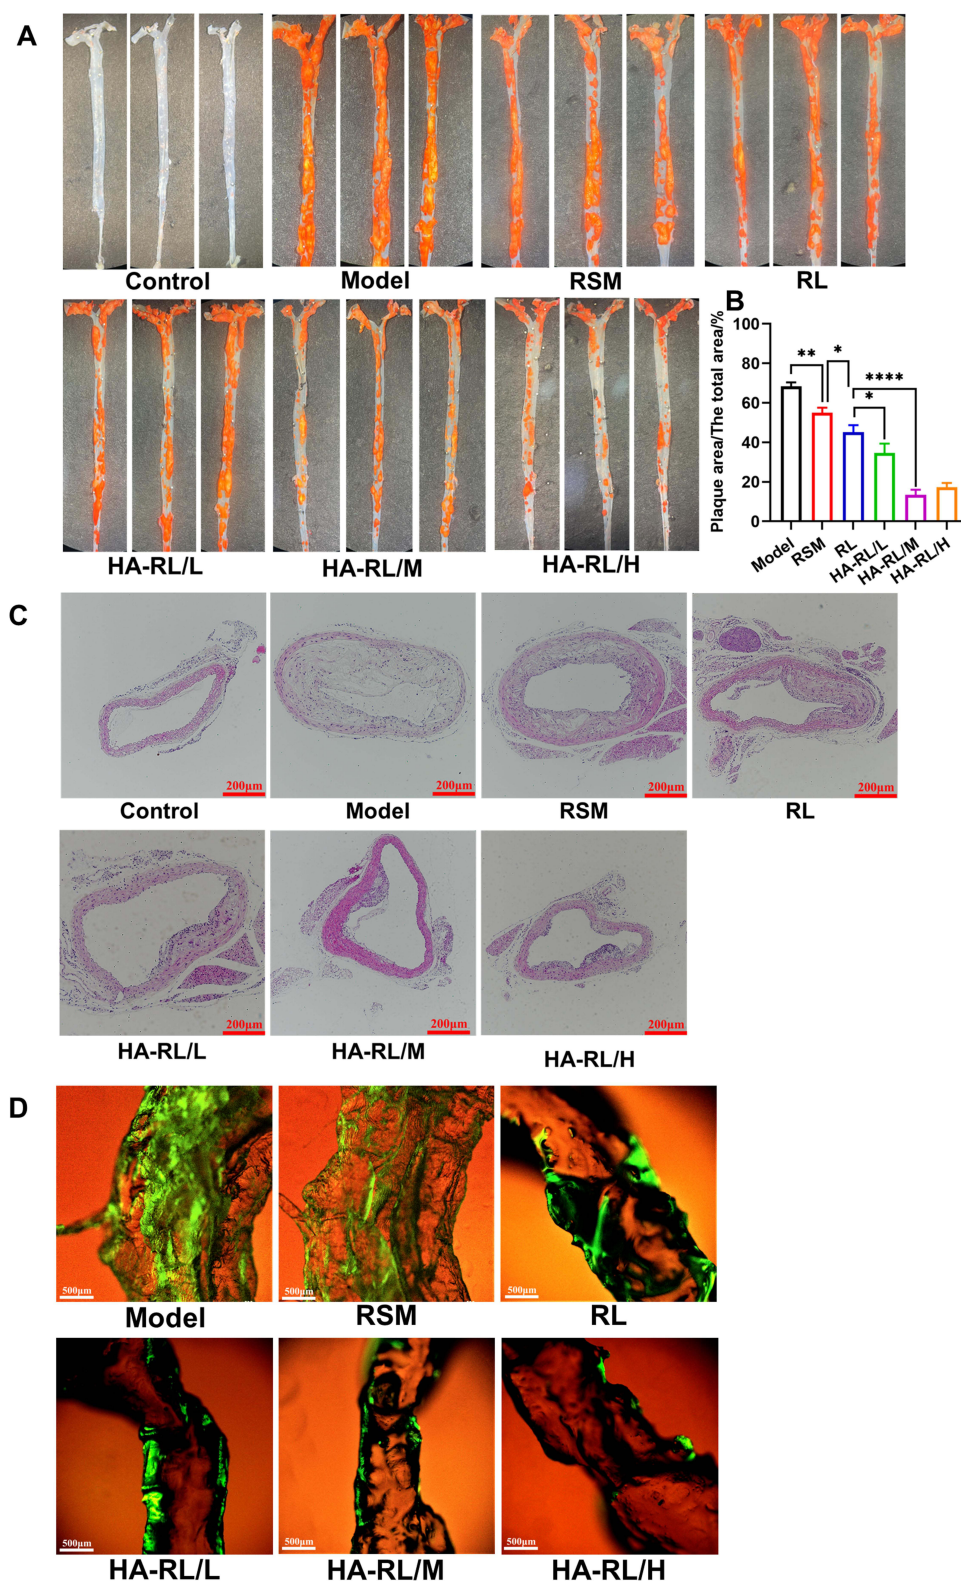 A
Control
Model
RSM
RL
HA-RL/L
HA-RL/M
HA-RL/H
B
Plaque area/The total area/%
100
80
60
40
20
0
**
*
****
*
Model
RSM
RL
HA-RL/L
HA-RL/M
HA-RL/H
C
200μm
200μm
200μm
200μm
Control
Model
RSM
RL
200μm
200μm
200μm
HA-RL/L
HA-RL/M
HA-RL/H
D
500μm
500μm
500μm
Model
RSM
RL
500μm
500μm
500μm
HA-RL/L
HA-RL/M
HA-RL/H